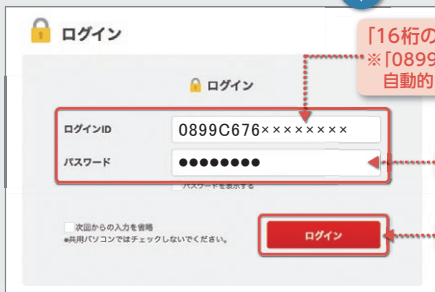 ログイン
「16桁の
※「0899
自動的
ログイン
ログインID
0899C676××××××××
パスワード
●●●●●●●●
パスワードを表示する
次回からの入力を省略
※共用パソコンではチェックしないでください。
ログイン